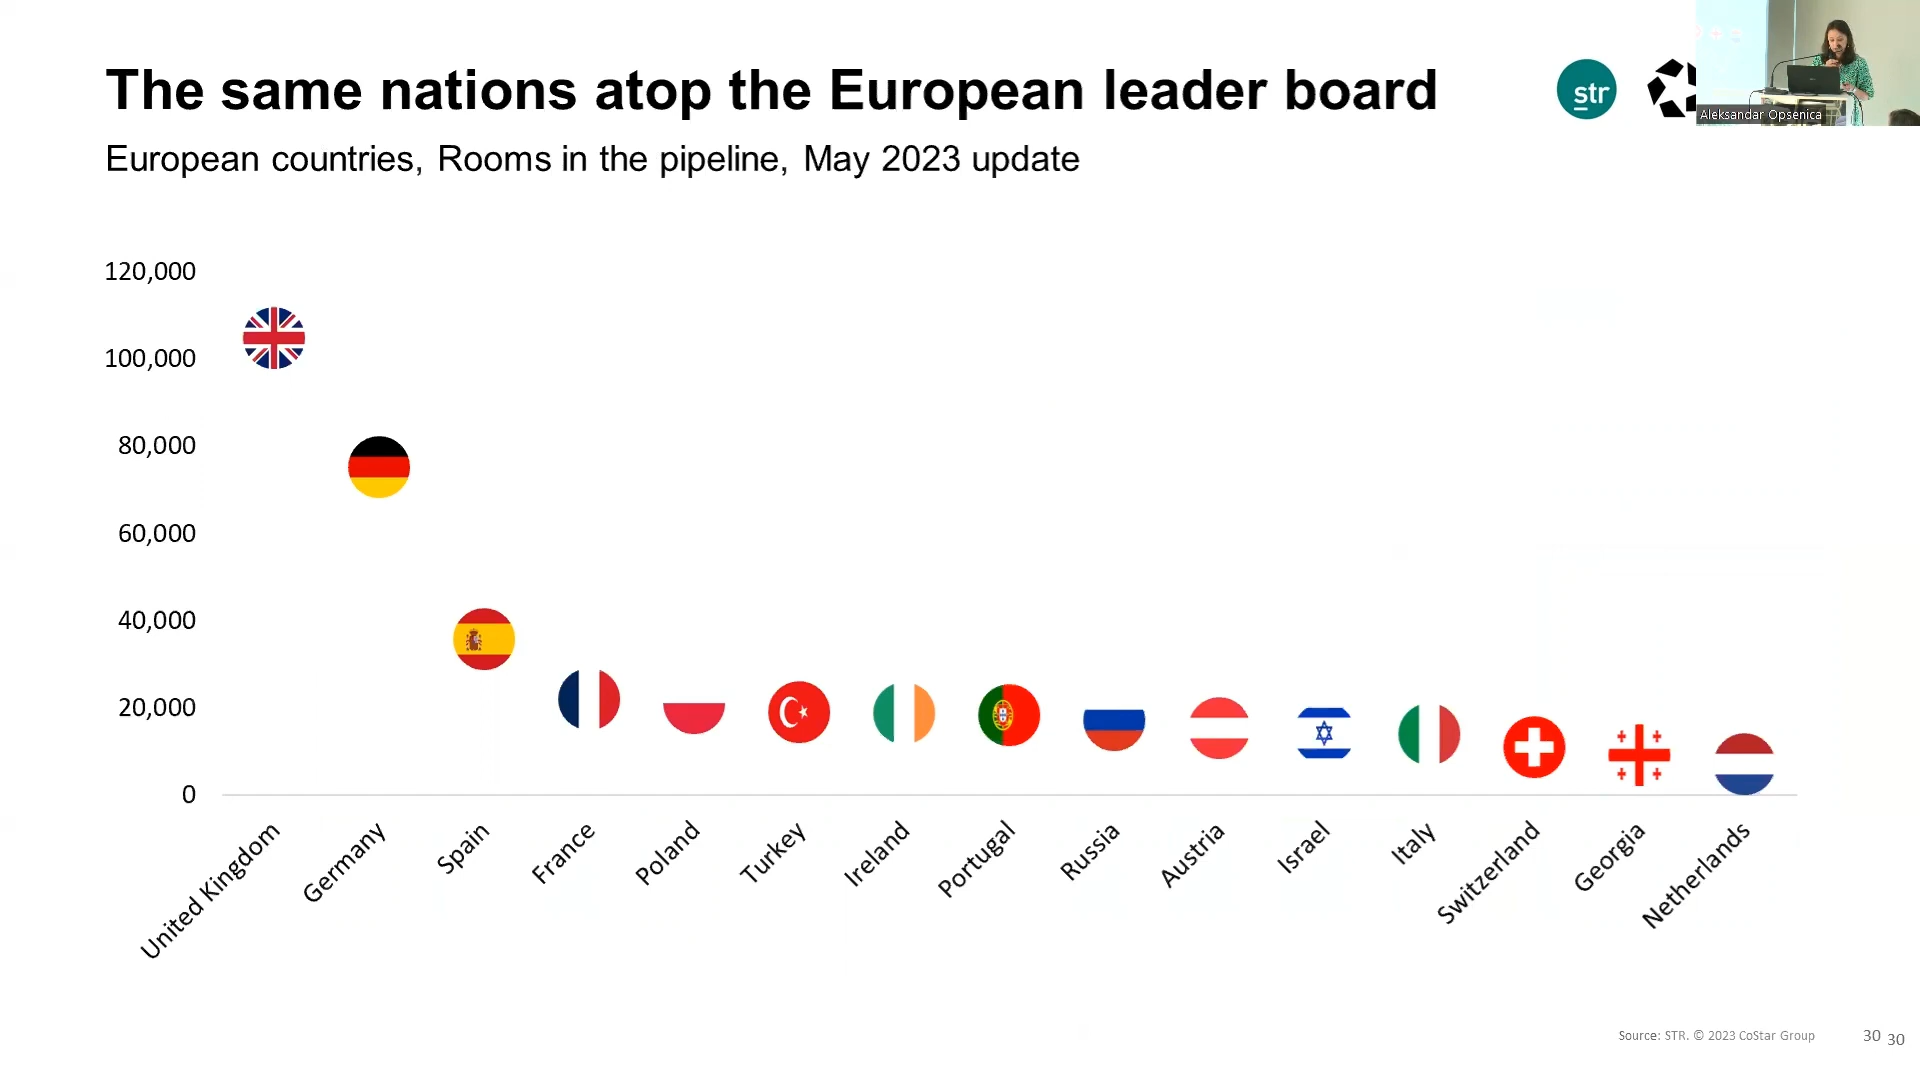 The same nations atop the European leader board
str
Aleksandar Opsenica
European countries, Rooms in the pipeline, May 2023 update
120,000
100,000
80,000
60,000
40,000
20,000
0
United Kingdom
Germany
Spain
France
Poland
Turkey
Ireland
Portugal
Russia
Austria
Israel
Italy
Switzerland
Georgia
Netherlands
Source: STR. © 2023 CoStar Group
30
30